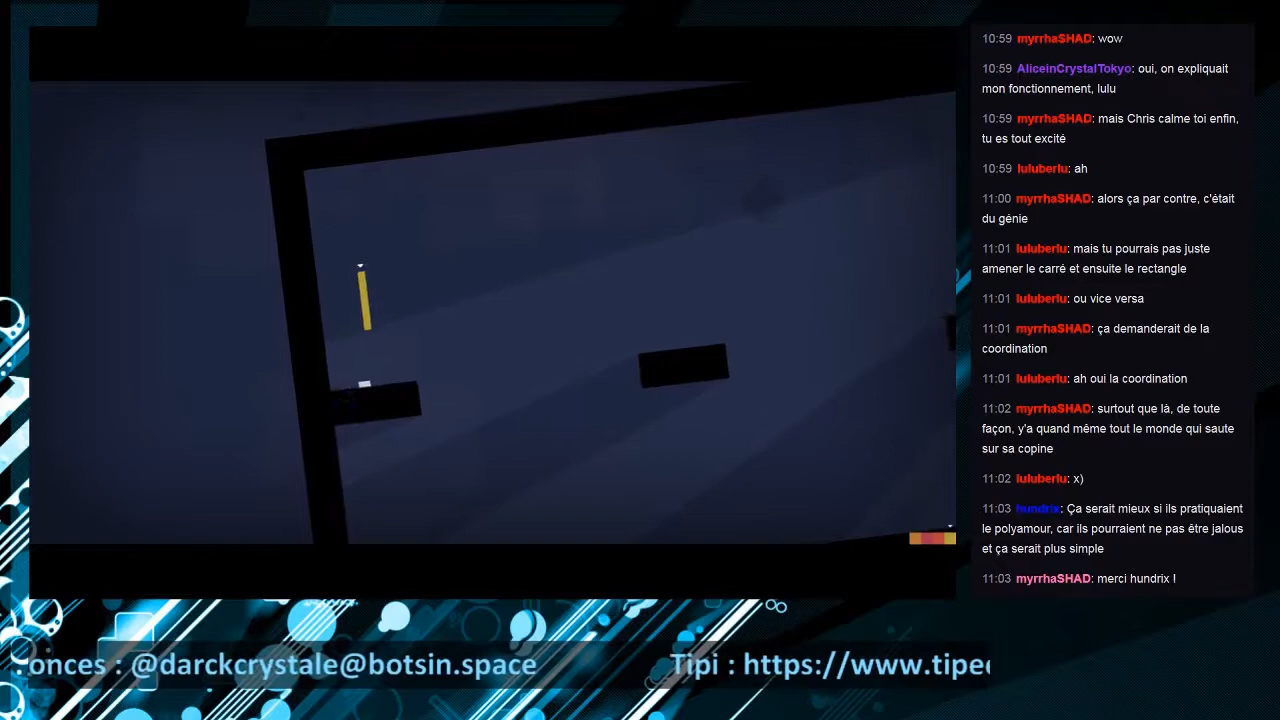 10:59 myrrhaSHAD: wow
10:59 AliceinCrystalTokyo: oui, on expliquait
mon fonctionnement, lulu
10:59 myrrhaSHAD: mais Chris calme toi enfin,
tu es tout excité
10:59 luluberlu: ah
11:00 myrrhaSHAD: alors ça par contre, c'était
du génie
11:01 luluberlu: mais tu pourrais pas juste
amener le carré et ensuite le rectangle
11:01 luluberlu: ou vice versa
11:01 myrrhaSHAD: ça demanderait de la
coordination
11:01 luluberlu: ah oui la coordination
11:02 myrrhaSHAD: surtout que là, de toute
façon, y'a quand même tout le monde qui saute
sur sa copine
11:02 luluberlu: x)
11:03 hundrix: Ça serait mieux si ils pratiquaient
le polyamour, car ils pourraient ne pas être jalous
et ça serait plus simple
11:03 myrrhaSHAD: merci hundrix !
onces : @darckcrystale@botsin.space Tipi : https://www.tipe